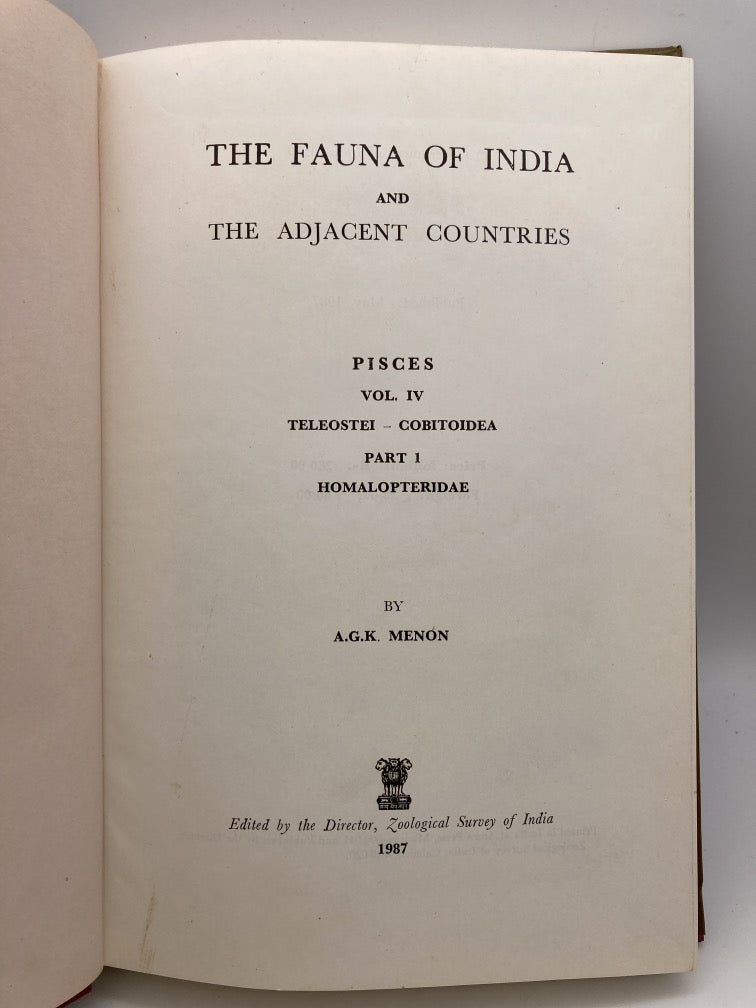 THE FAUNA OF INDIA
AND
THE ADJACENT COUNTRIES
PISCES
VOL. IV
TELEOSTEI – COBITOIDEA
PART 1
HOMALOPTERIDAE
BY
A.G.K. MENON
Edited by the Director, Zoological Survey of India
1987